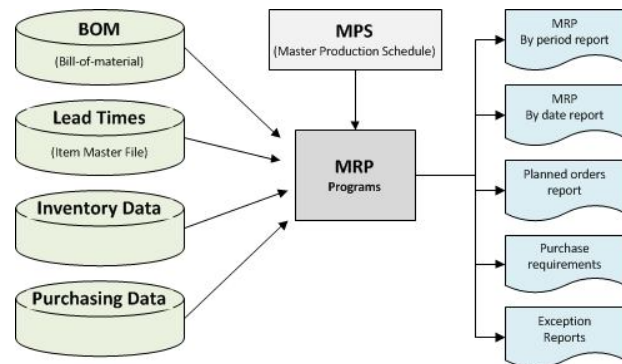 BOM
(Bill-of-material)
Lead Times
(Item Master File)
Inventory Data
Purchasing Data
MPS
(Master Production Schedule)
MRP
Programs
MRP
By period report
MRP
By date report
Planned orders
report
Purchase
requirements
Exception
Reports